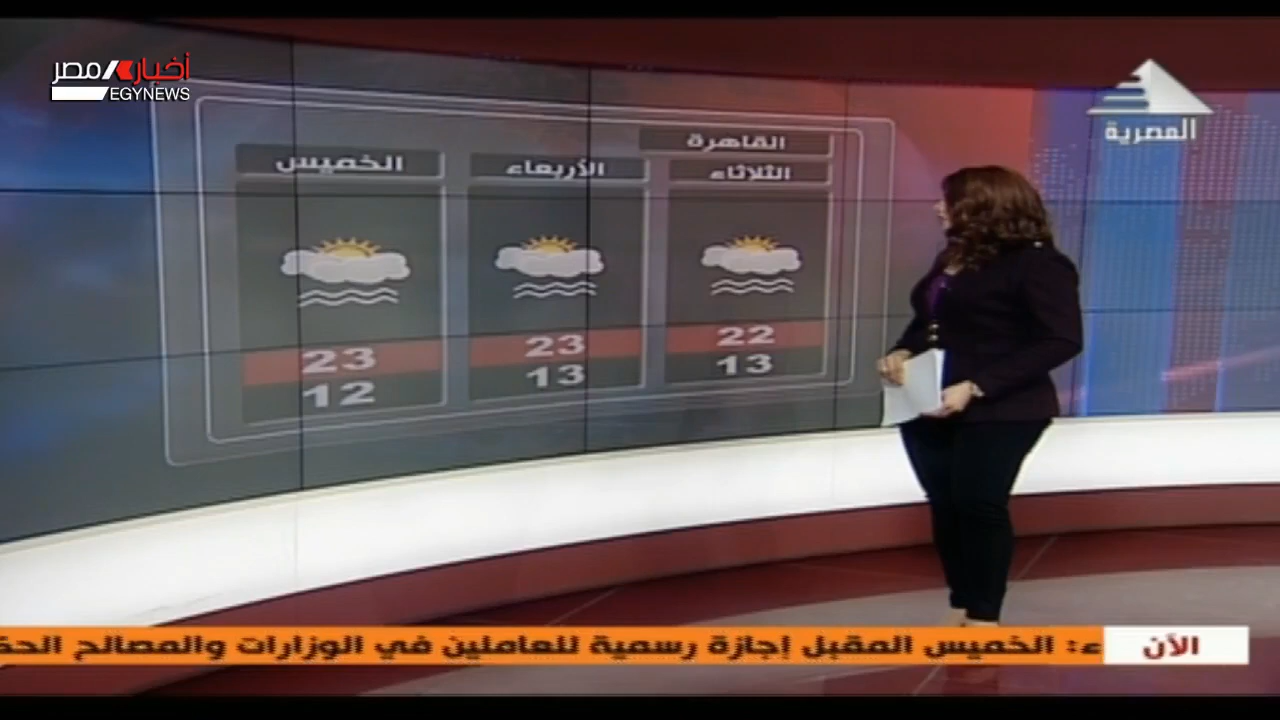 أخبار مصر
EGYNEWS
المصرية
القاهرة
الثلاثاء
الأربعاء
الخميس
22
23
23
13
13
12
الآن
ء: الخميس المقبل إجازة رسمية للعاملين في الوزارات والمصالح